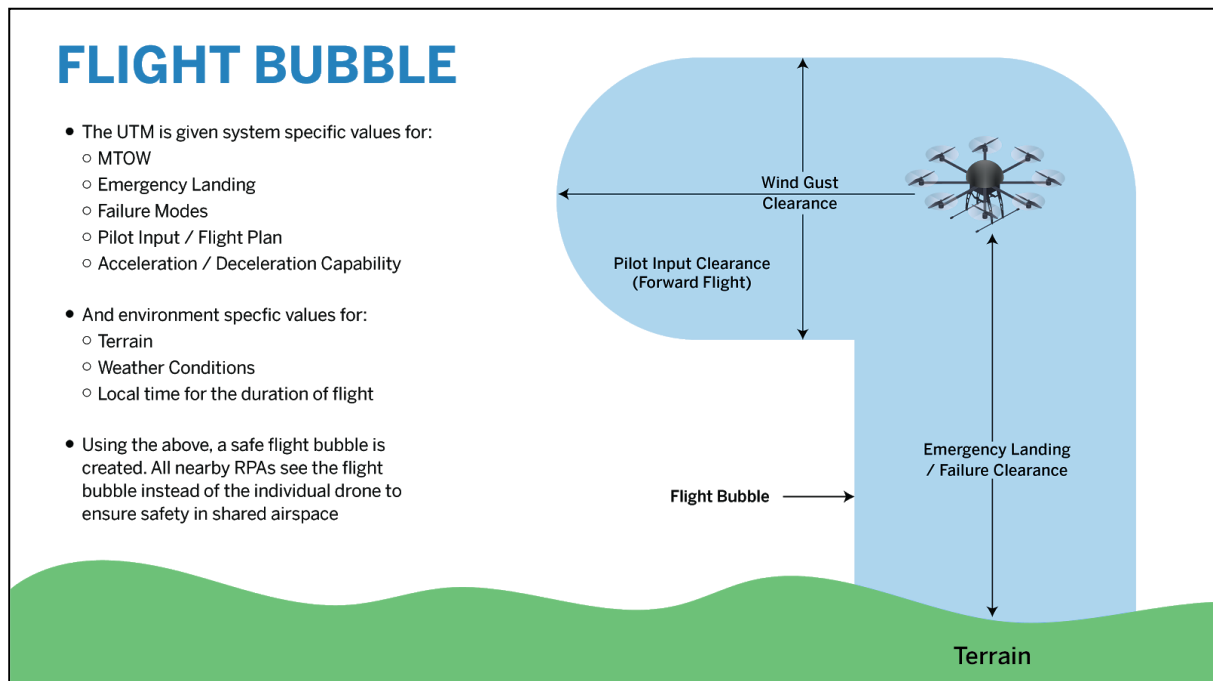 FLIGHT BUBBLE
• The UTM is given system specific values for:
○ MTOW
○ Emergency Landing
○ Failure Modes
○ Pilot Input / Flight Plan
○ Acceleration / Deceleration Capability
• And environment specfic values for:
○ Terrain
○ Weather Conditions
○ Local time for the duration of flight
• Using the above, a safe flight bubble is
created. All nearby RPAs see the flight
bubble instead of the individual drone to
ensure safety in shared airspace
Wind Gust
Clearance
Pilot Input Clearance
(Forward Flight)
Emergency Landing
/ Failure Clearance
Flight Bubble
Terrain